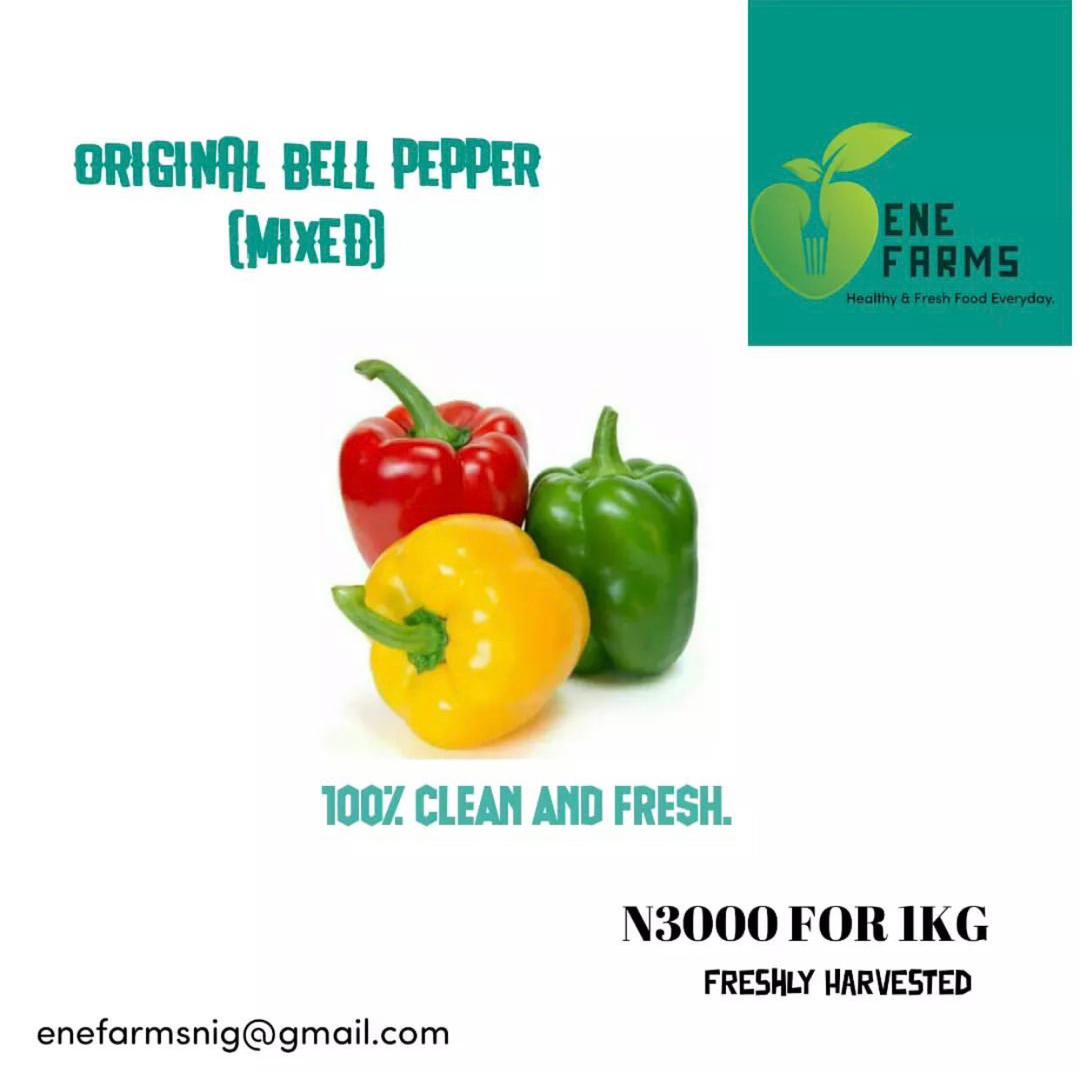 ORIGINAL BELL PEPPER
(MIXED)
ENE
FARMS
Healthy & Fresh Food Everyday.
100% CLEAN AND FRESH.
N3000 FOR 1KG
FRESHLY HARVESTED
enefarmsnig@gmail.com